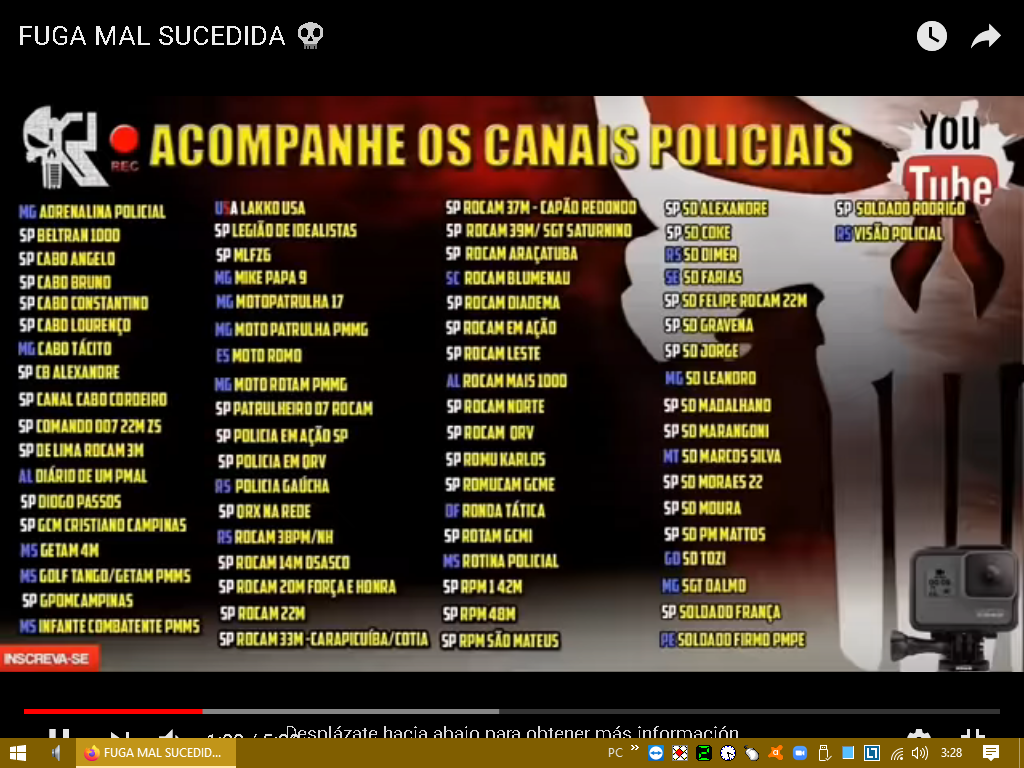 FUGA MAL SUCEDIDA
REC
ACOMPANHE OS CANAIS POLICIAIS
You
Tube
MG ADRENALINA POLICIAL
SP BELTRAN 1000
SP CABO ANGELO
SP CABO BRUNO
SP CABO CONSTANTINO
SP CABO LOURENÇO
MG CABO TÁCITO
SP CB ALEXANDRE
SP CANAL CABO CORDEIRO
SP COMANDO 007 22M ZS
SP DE LIMA ROCAM 3M
AL DIÁRIO DE UM PMAL
SP DIOGO PASSOS
SP GCM CRISTIANO CAMPINAS
MS GETAM 4M
MS GOLF TANGO/GETAM PMMS
SP GPOMCAMPINAS
MS INFANTE COMBATENTE PMMS
USA LAKKO USA
SP LEGIÃO DE IDEALISTAS
SP MLFZ6
MG MIKE PAPA 9
MG MOTOPATRULHA 17
MG MOTO PATRULHA PMMG
ES MOTO ROMO
MG MOTO ROTAM PMMG
SP PATRULHEIRO 07 ROCAM
SP POLICIA EM AÇÃO SP
SP POLICIA EM QRV
RS POLICIA GAÚCHA
SP QRX NA REDE
RS ROCAM 3BPM/NH
SP ROCAM 14M OSASCO
SP ROCAM 20M FORÇA E HONRA
SP ROCAM 22M
SP ROCAM 33M -CARAPICUÍBA/COTIA
SP ROCAM 37M - CAPÃO REDONDO
SP ROCAM 39M/ SGT SATURNINO
SP ROCAM ARAÇATUBA
SC ROCAM BLUMENAU
SP ROCAM DIADEMA
SP ROCAM EM AÇÃO
SP ROCAM LESTE
AL ROCAM MAIS 1000
SP ROCAM NORTE
SP ROCAM QRV
SP ROMU KARLOS
SP ROMUCAM GCME
DF RONDA TÁTICA
SP ROTAM GCMI
MS ROTINA POLICIAL
SP RPM 1 42M
SP RPM 48M
SP RPM SÃO MATEUS
SP SD ALEXANDRE
SP SD COKE
RS SD DIMER
SE SD FARIAS
SP SD FELIPE ROCAM 22M
SP SD GRAVENA
SP SD JORGE
MG SD LEANDRO
SP SD MADALHANO
SP SD MARANGONI
MT SD MARCOS SILVA
SP SD MORAES 22
SP SD MOURA
SP SD PM MATTOS
GO SD TOZI
MG SGT DALMO
SP SOLDADO FRANÇA
PE SOLDADO FIRMO PMPE
SP SOLDADO RODRIGO
RS VISÃO POLICIAL
INSCREVA-SE
Desplázate hacia abajo para obtener más información
FUGA MAL SUCEDID...
PC
3:28